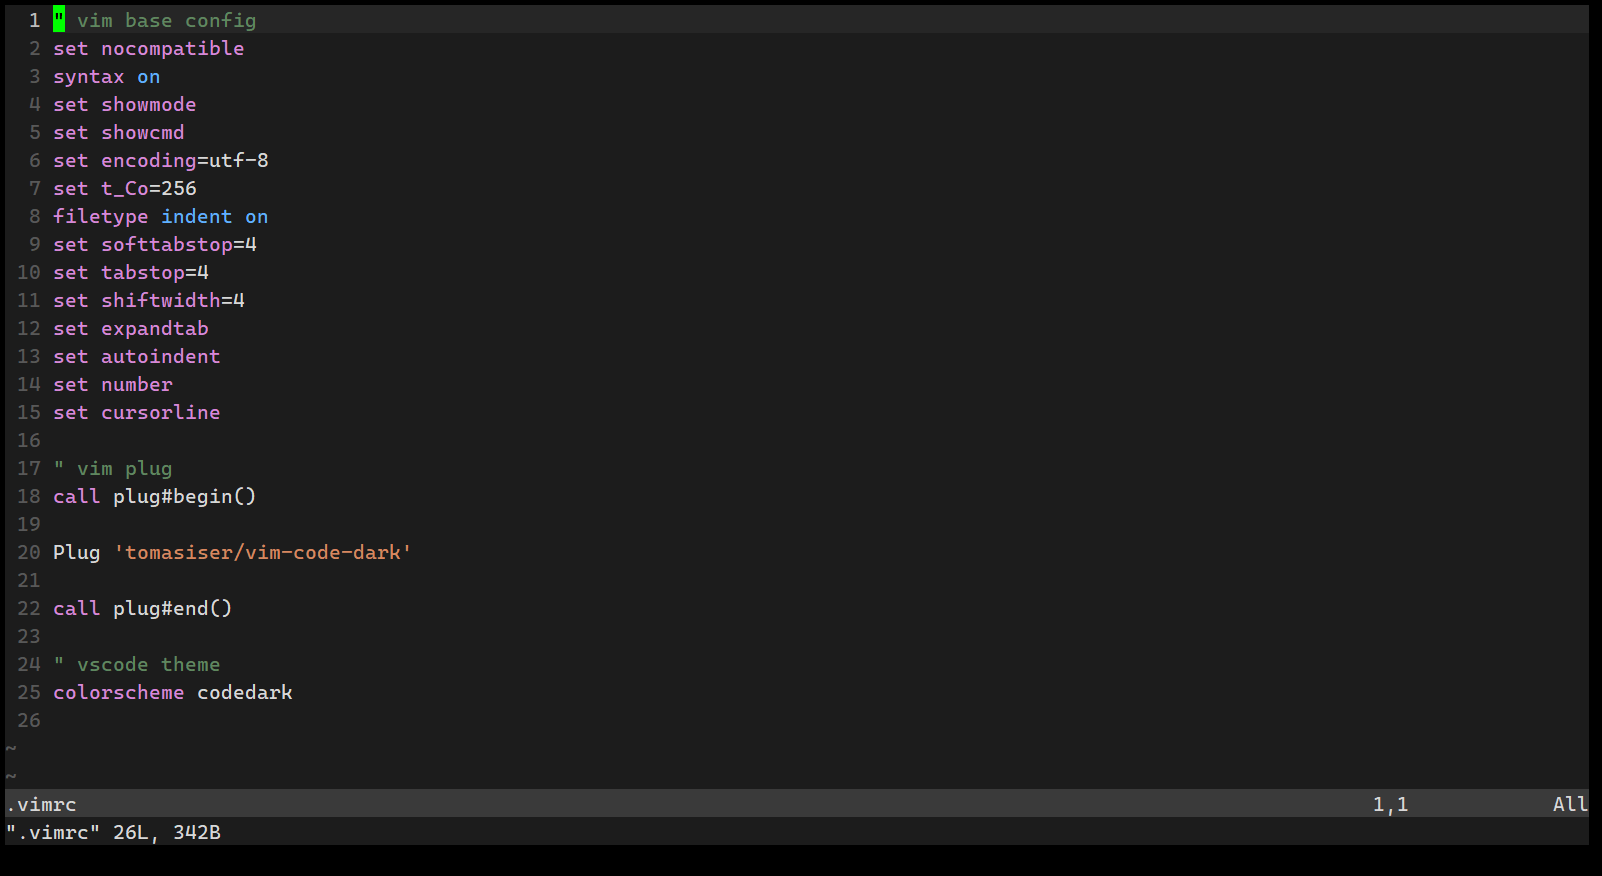 1 " vim base config
2 set nocompatible
3 syntax on
4 set showmode
5 set showcmd
6 set encoding=utf-8
7 set t_Co=256
8 filetype indent on
9 set softtabstop=4
10 set tabstop=4
11 set shiftwidth=4
12 set expandtab
13 set autoindent
14 set number
15 set cursorline
16
17 " vim plug
18 call plug#begin()
19
20 Plug 'tomasiser/vim-code-dark'
21
22 call plug#end()
23
24 " vscode theme
25 colorscheme codedark
26
~
~
.vimrc 1,1 All
".vimrc" 26L, 342B